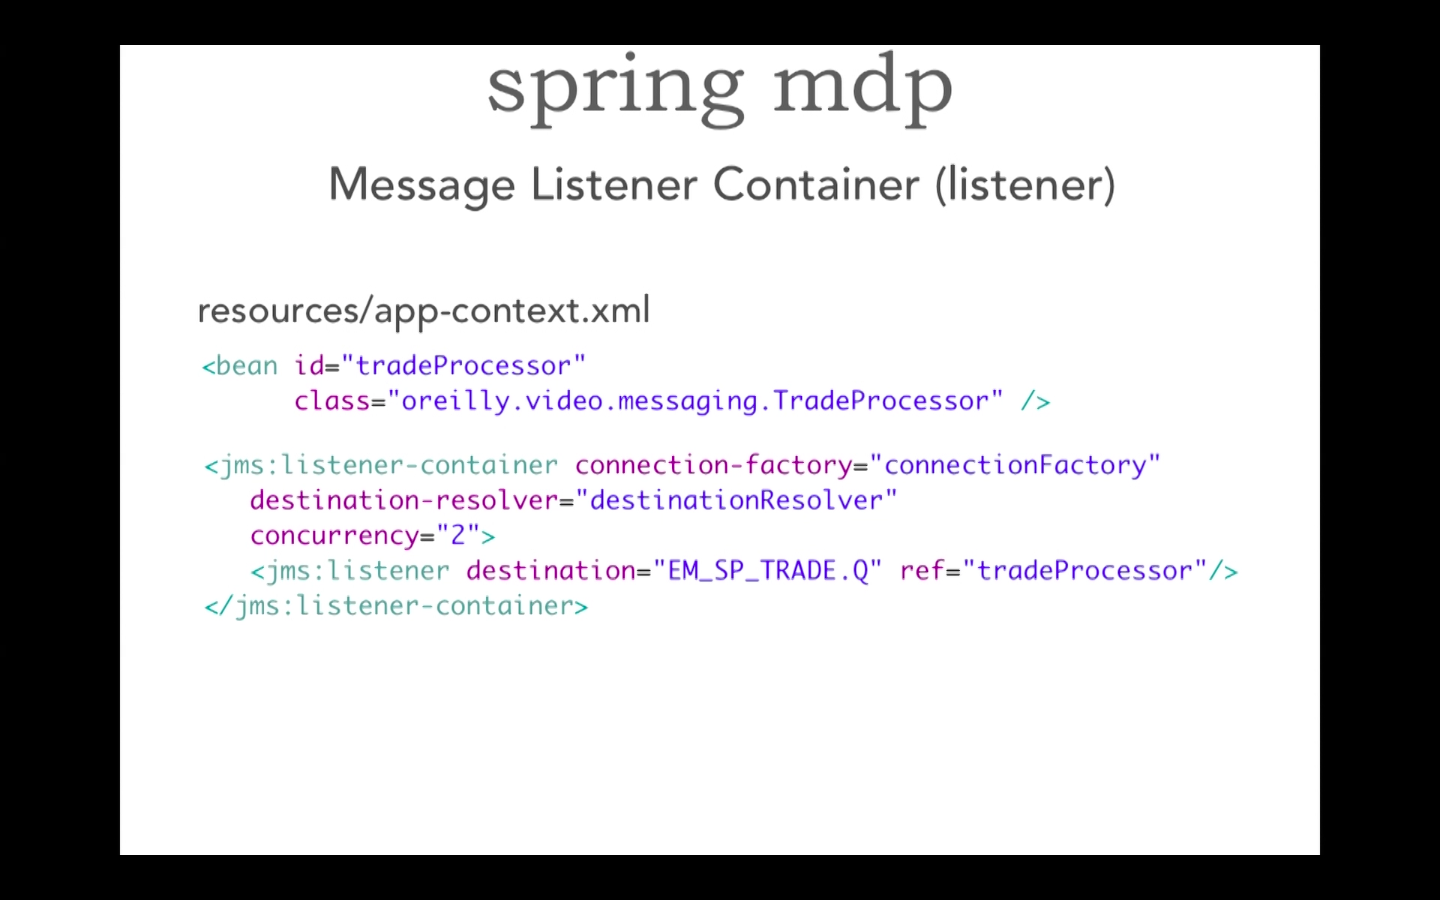 spring mdp
Message Listener Container (listener)
resources/app-context.xml
<bean id="tradeProcessor"
class="oreilly.video.messaging.TradeProcessor" />
<jms:listener-container connection-factory="connectionFactory"
destination-resolver="destinationResolver"
concurrency="2">
<jms:listener destination="EM_SP_TRADE.Q" ref="tradeProcessor"/>
</jms:listener-container>